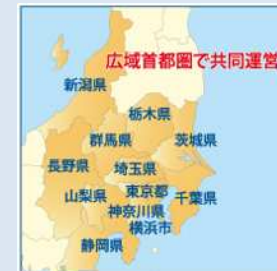 広域首都圏で共同運営
新潟県
栃木県
群馬県
茨城県
長野県
埼玉県
山梨県
東京都
千葉県
神奈川県
横浜市
静岡県